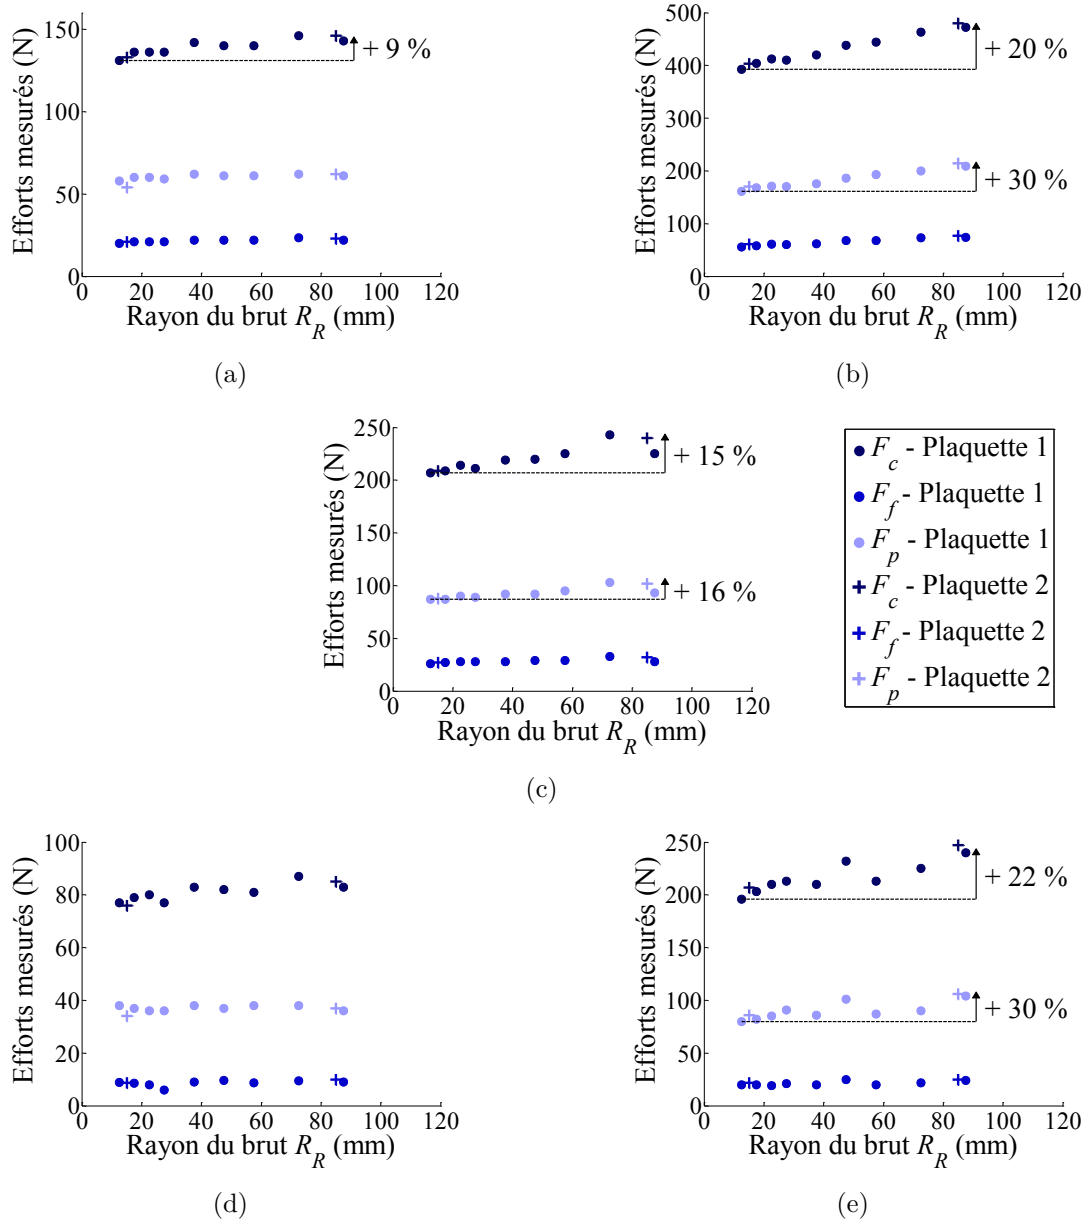 Efforts mesurés (N)
150
100
50
0
0 20 40 60 80 100 120
+ 9 %
Rayon du brut R_R (mm)
(a)
Efforts mesurés (N)
500
400
300
200
100
0
0 20 40 60 80 100 120
+ 20 %
+ 30 %
Rayon du brut R_R (mm)
(b)
Efforts mesurés (N)
250
200
150
100
50
0
0 20 40 60 80 100 120
+ 15 %
+ 16 %
Rayon du brut R_R (mm)
(c)
F_c - Plaquette 1
F_f - Plaquette 1
F_p - Plaquette 1
F_c - Plaquette 2
F_f - Plaquette 2
F_p - Plaquette 2
Efforts mesurés (N)
100
80
60
40
20
0
0 20 40 60 80 100 120
Rayon du brut R_R (mm)
(d)
Efforts mesurés (N)
250
200
150
100
50
0
0 20 40 60 80 100 120
+ 22 %
+ 30 %
Rayon du brut R_R (mm)
(e)